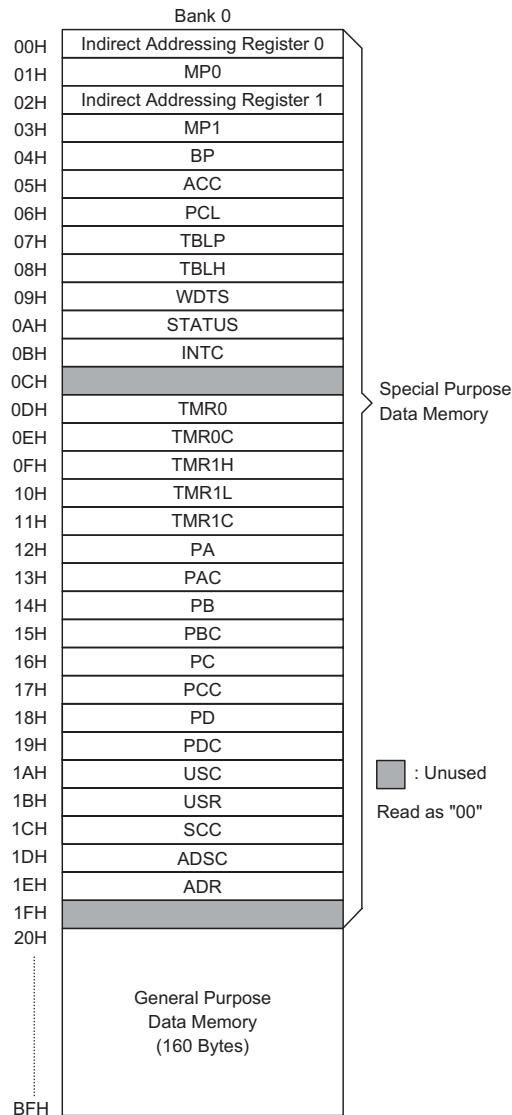 Bank 0
00H Indirect Addressing Register 0
01H MP0
02H Indirect Addressing Register 1
03H MP1
04H BP
05H ACC
06H PCL
07H TBLP
08H TBLH
09H WDTS
0AH STATUS
0BH INTC
0CH
0DH TMR0
0EH TMR0C
0FH TMR1H
10H TMR1L
11H TMR1C
12H PA
13H PAC
14H PB
15H PBC
16H PC
17H PCC
18H PD
19H PDC
1AH USC
1BH USR
1CH SCC
1DH ADSC
1EH ADR
1FH
20H
General Purpose
Data Memory
(160 Bytes)
BFH
Special Purpose
Data Memory
: Unused
Read as "00"